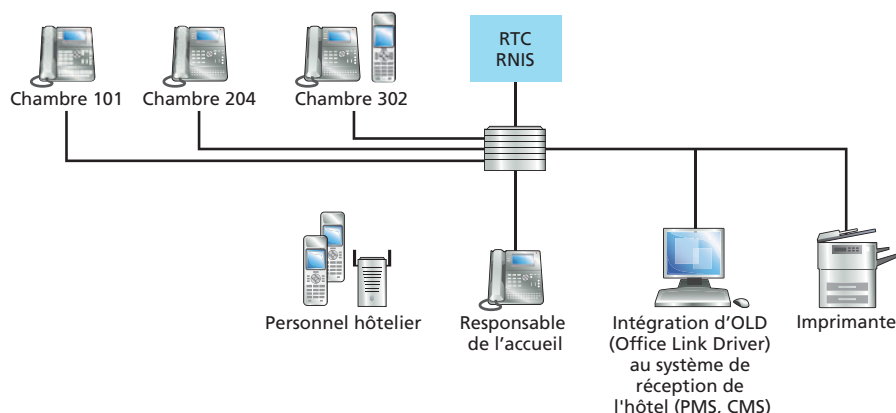 RTC
RNIS
Chambre 101
Chambre 204
Chambre 302
Personnel hôtelier
Responsable
de l'accueil
Intégration d'OLD
(Office Link Driver)
au système de
réception de
l'hôtel (PMS, CMS)
Imprimante